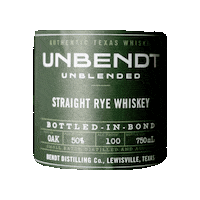 AUTHENTIC TEXAS WHISKEY
UNBENDT
UNBLENDED
STRAIGHT RYE WHISKEY
BOTTLED-IN-BOND
OAK 50% 100 750mL
BENDT DISTILLING Co., LEWISVILLE, TEXAS